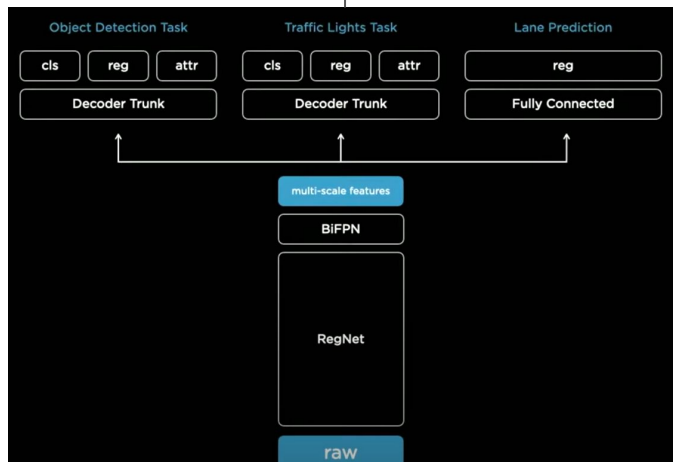 Object Detection Task Traffic Lights Task Lane Prediction
cls reg attr cls reg attr reg
Decoder Trunk Decoder Trunk Fully Connected
multi-scale features
BiFPN
RegNet
raw